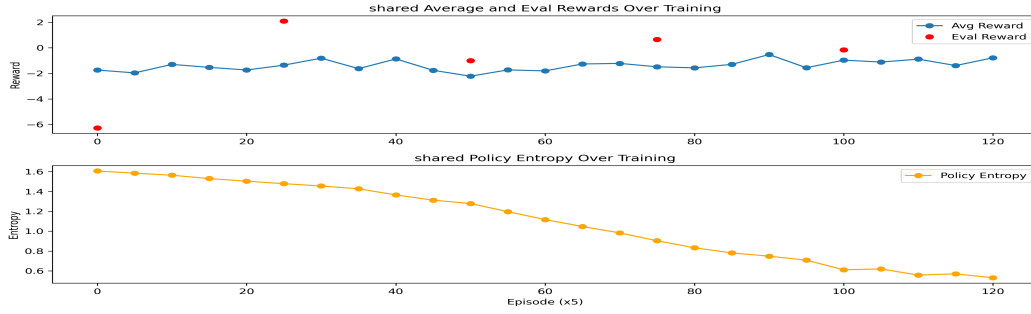 shared Average and Eval Rewards Over Training
Reward
2
0
−2
−4
−6
Avg Reward
Eval Reward
0 20 40 60 80 100 120
shared Policy Entropy Over Training
Entropy
1.6
1.4
1.2
1.0
0.8
0.6
Policy Entropy
0 20 40 60 80 100 120
Episode (x5)